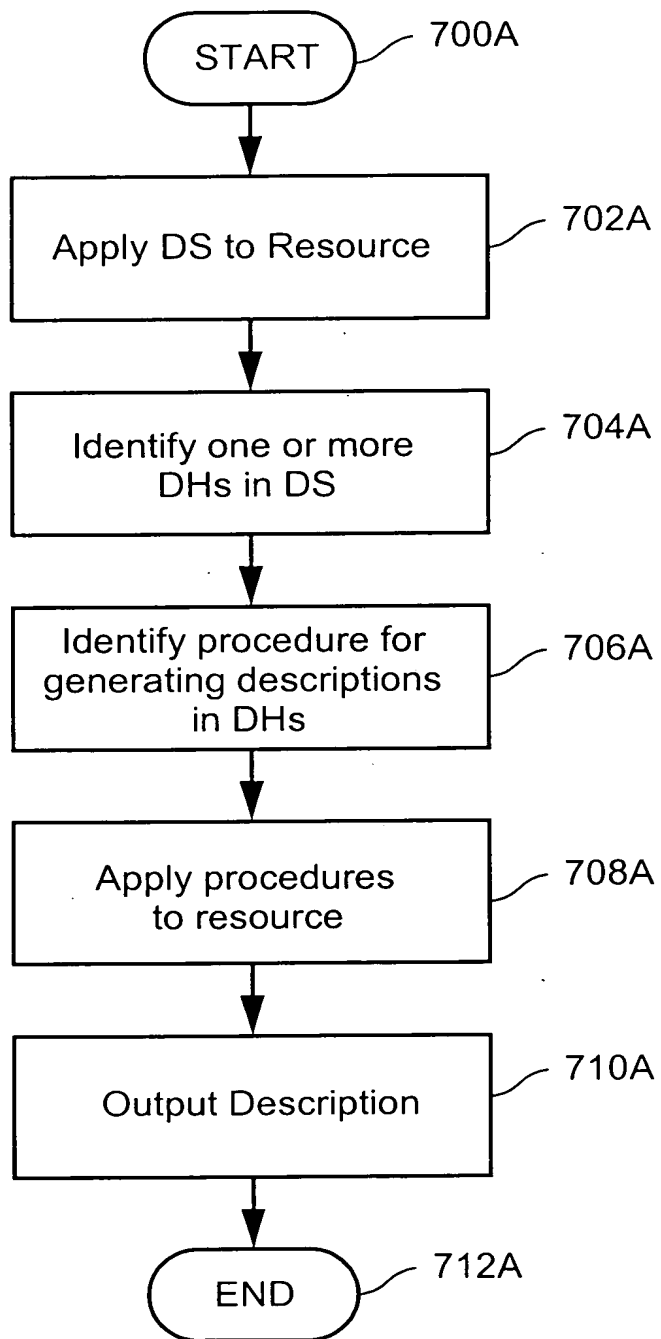 START
700A
Apply DS to Resource
702A
Identify one or more
DHs in DS
704A
Identify procedure for
generating descriptions
in DHs
706A
Apply procedures
to resource
708A
Output Description
710A
END
712A